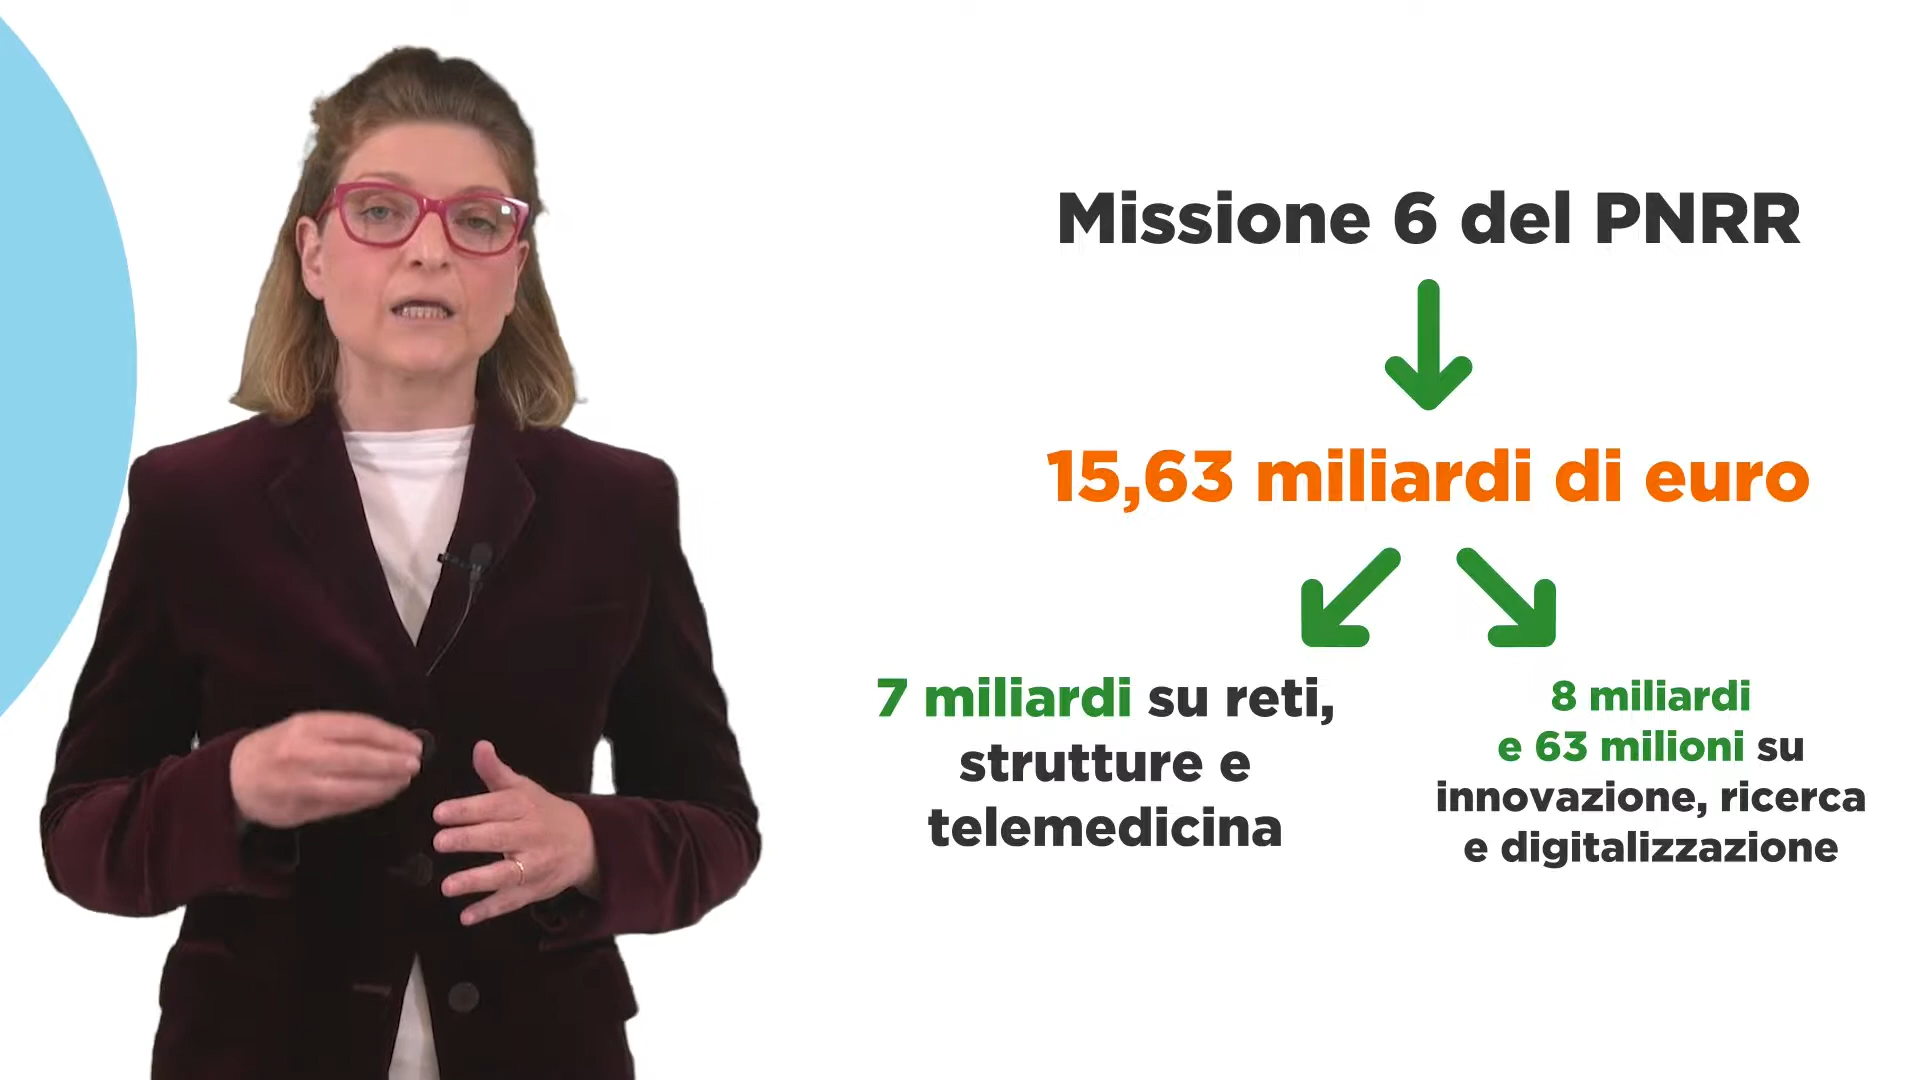 Missione 6 del PNRR
15,63 miliardi di euro
7 miliardi su reti,
strutture e
telemedicina
8 miliardi
e 63 milioni su
innovazione, ricerca
e digitalizzazione